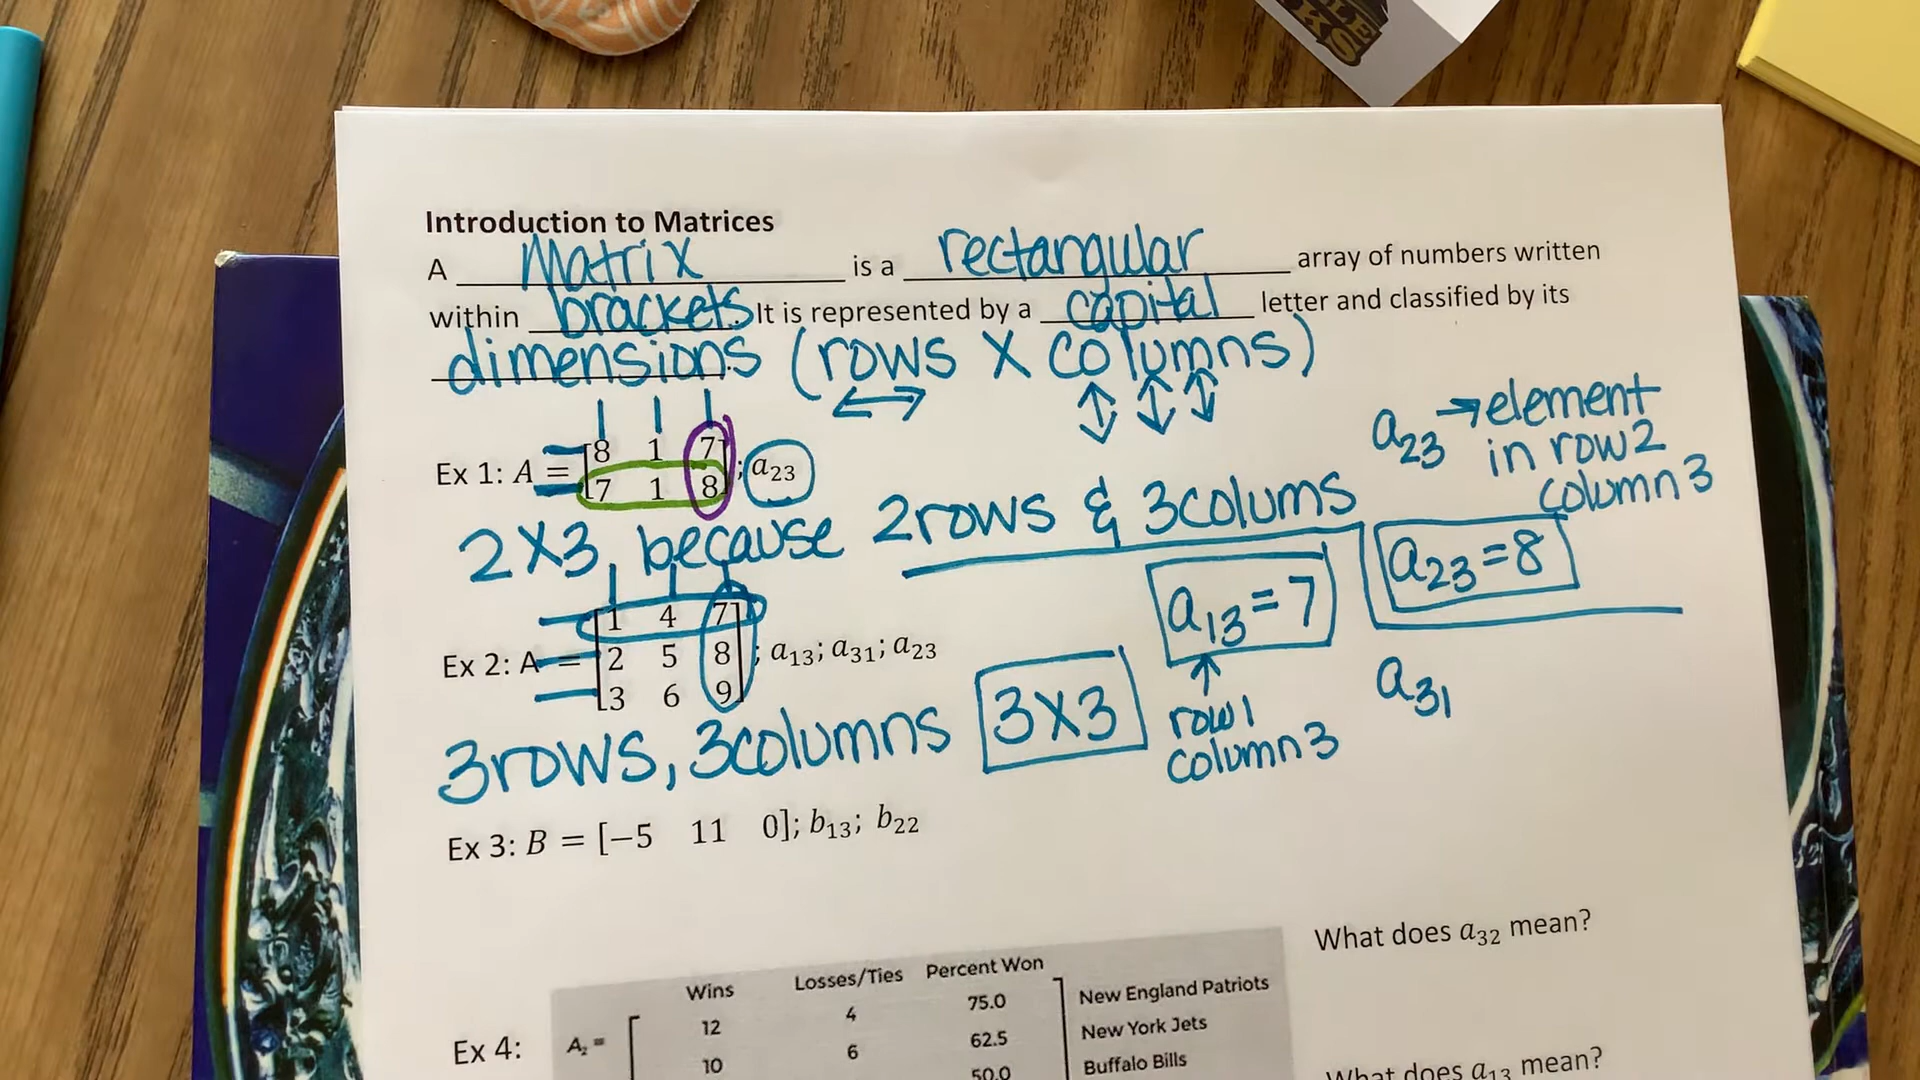 Introduction to Matrices
A Matrix is a rectangular array of numbers written
within brackets. It is represented by a capital letter and classified by its
dimensions (rows X columns)
a23 → element
in row 2
column 3
Ex 1: A = [8 1 7
7 1 8]; a23
2X3, because 2rows & 3colums
a23=8
a13=7
row 1
column 3
Ex 2: A = [1 4 7
2 5 8
3 6 9]; a13; a31; a23
a31
3rows, 3columns 3X3
Ex 3: B = [−5 11 0]; b13; b22
What does a32 mean?
Wins Losses/Ties Percent Won
Ex 4: A2 =
12 4 75.0 New England Patriots
10 6 62.5 New York Jets
50.0 Buffalo Bills
What does a13 mean?